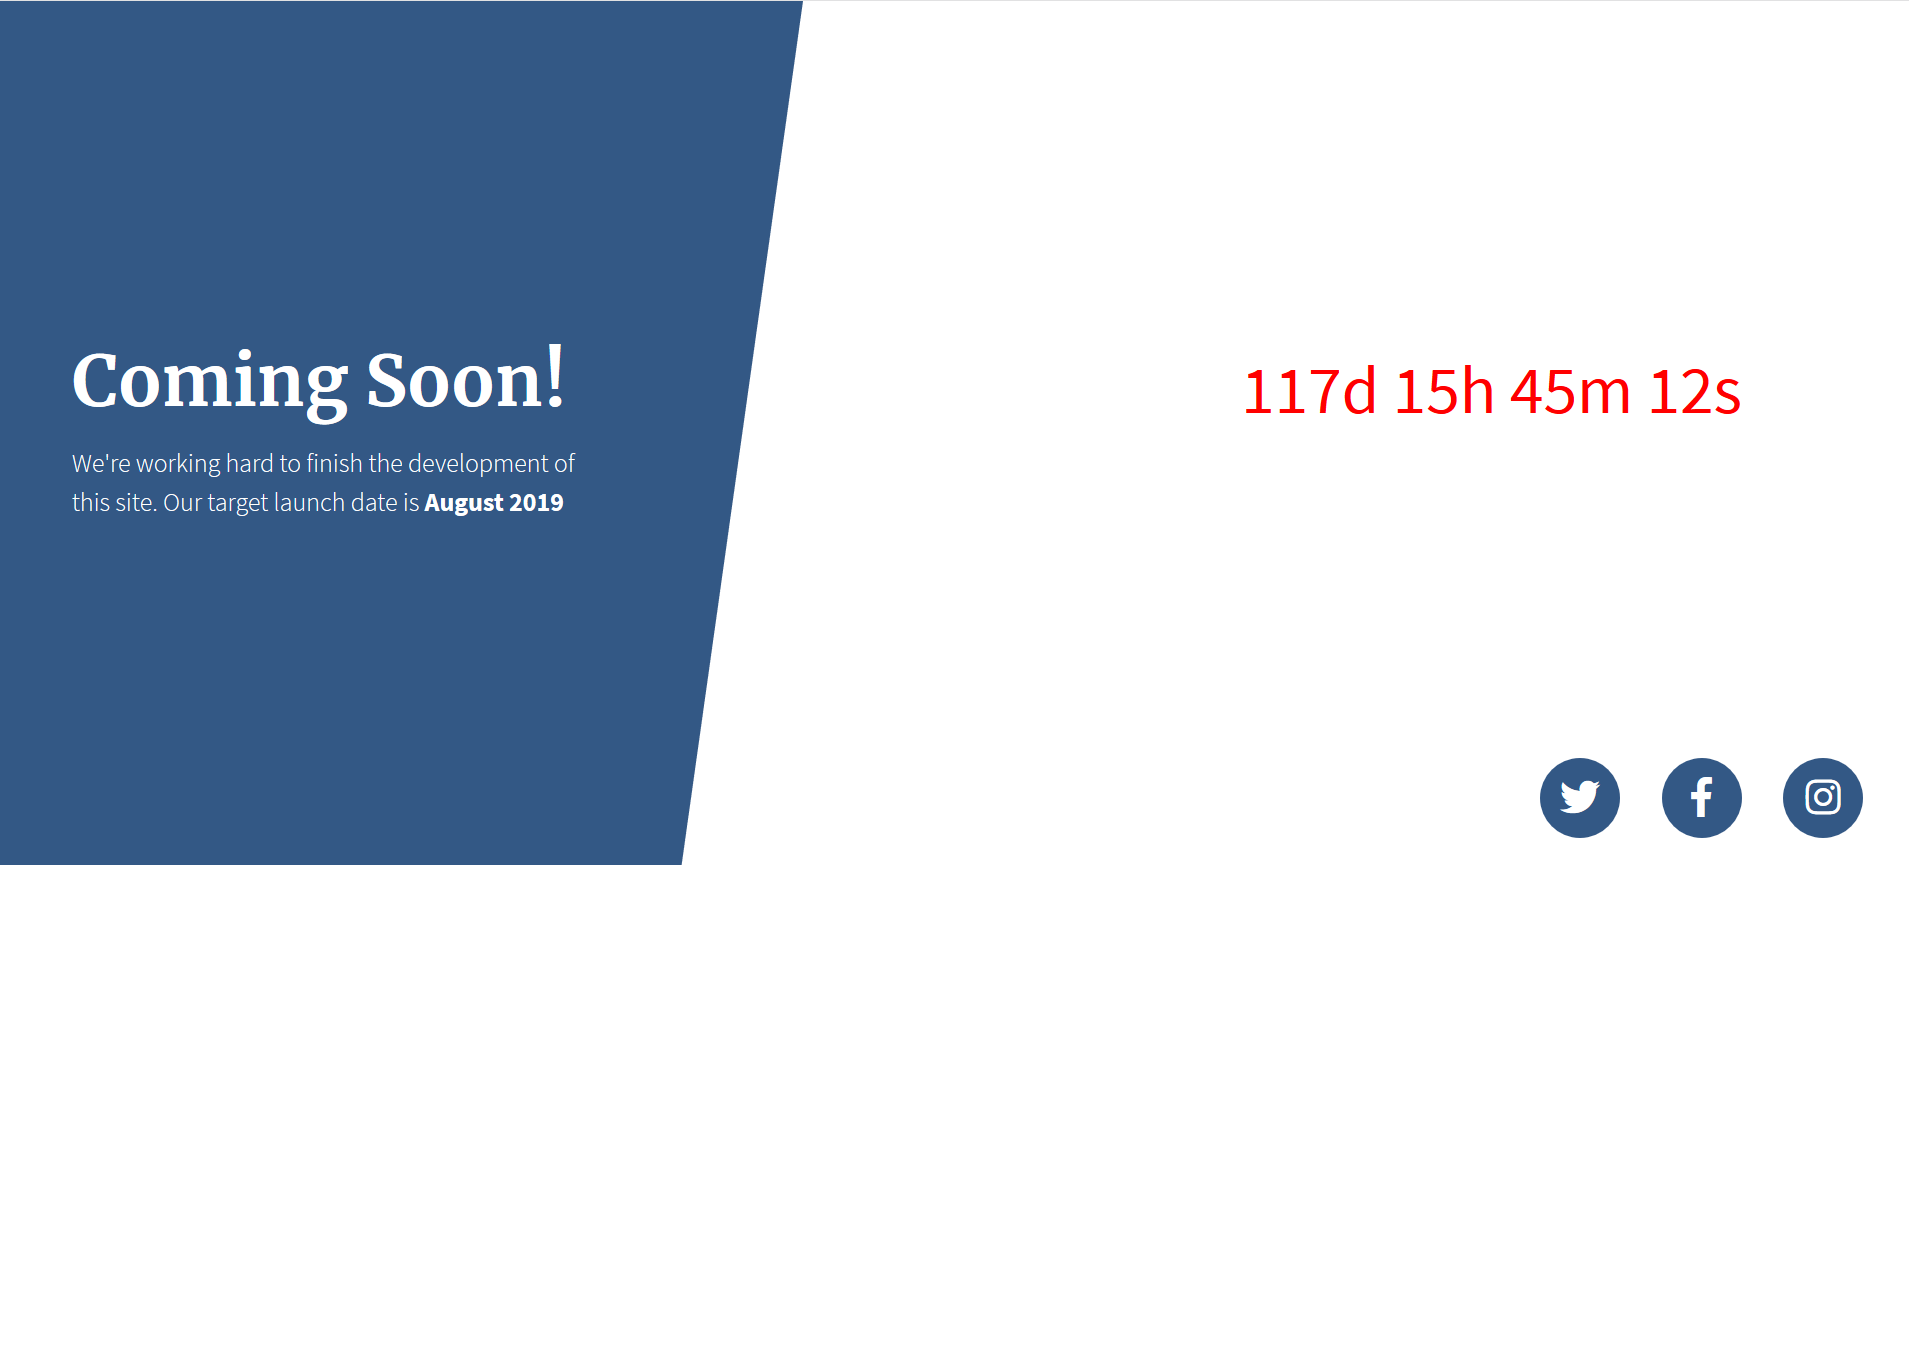 Coming Soon!
We're working hard to finish the development of
this site. Our target launch date is August 2019
117d 15h 45m 12s